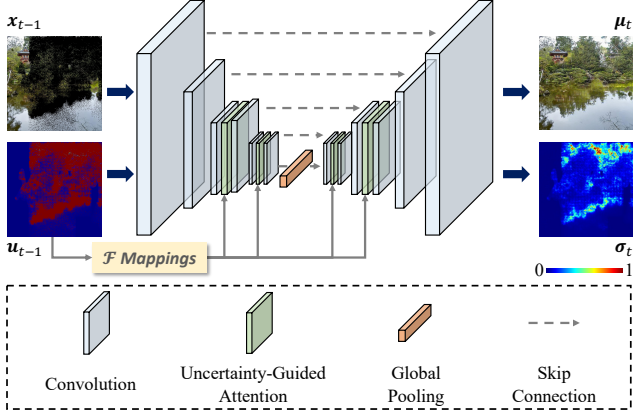 x_{t−1}
μ_t
u_{t−1}
σ_t
ℱ Mappings
0 1
Convolution
Uncertainty-Guided
Attention
Global
Pooling
Skip
Connection